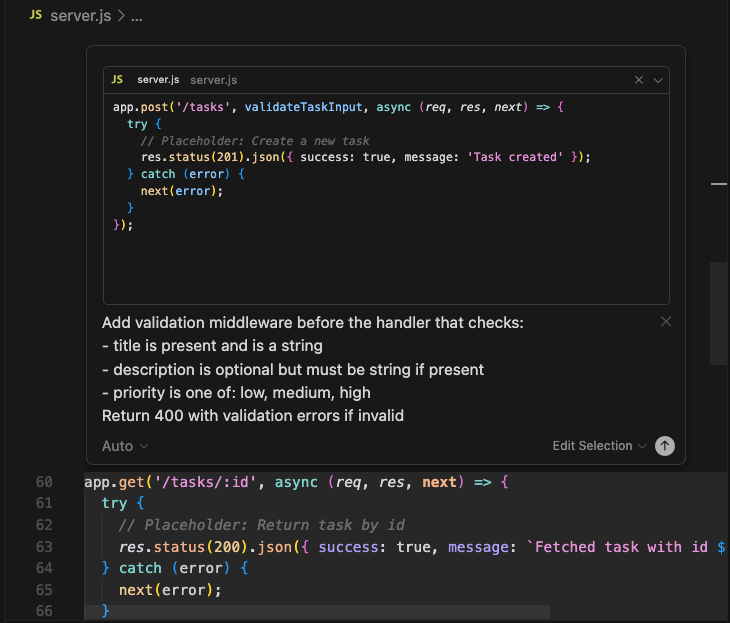 JS server.js > ...
JS server.js server.js
app.post('/tasks', validateTaskInput, async (req, res, next) => {
try {
// Placeholder: Create a new task
res.status(201).json({ success: true, message: 'Task created' });
} catch (error) {
next(error);
}
});
Add validation middleware before the handler that checks:
- title is present and is a string
- description is optional but must be string if present
- priority is one of: low, medium, high
Return 400 with validation errors if invalid
Auto
Edit Selection
60 app.get('/tasks/:id', async (req, res, next) => {
61 try {
62 // Placeholder: Return task by id
63 res.status(200).json({ success: true, message: `Fetched task with id $
64 } catch (error) {
65 next(error);
66 }